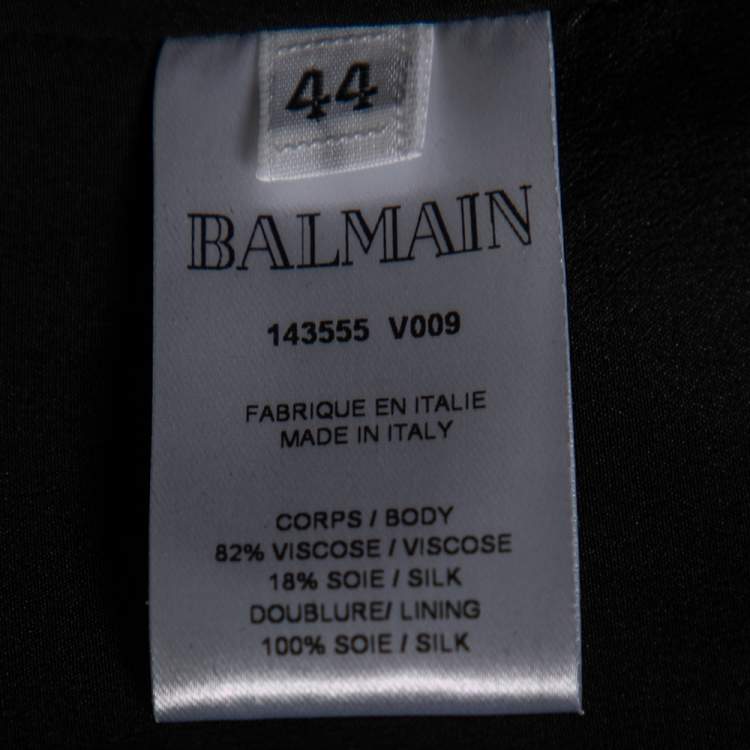 44
BALMAIN
143555 V009
FABRIQUE EN ITALIE
MADE IN ITALY
CORPS / BODY
82% VISCOSE / VISCOSE
18% SOIE / SILK
DOUBLURE/ LINING
100% SOIE / SILK